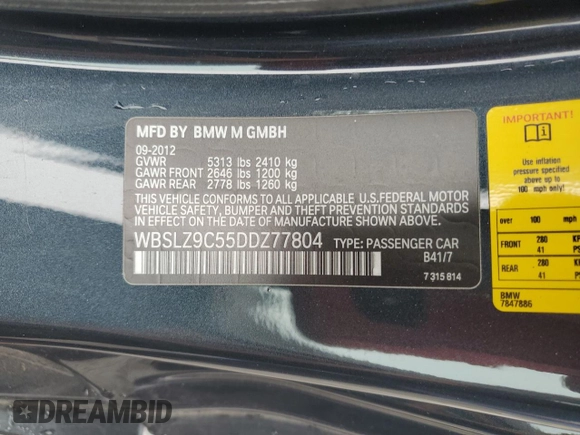 MFD BY BMW M GMBH
09-2012
GVWR 5313 lbs 2410 kg
GAWR FRONT 2646 lbs 1200 kg
GAWR REAR 2778 lbs 1260 kg
THIS VEHICLE CONFORMS TO ALL APPLICABLE U.S.FEDERAL MOTOR
VEHICLE SAFETY, BUMPER AND THEFT PREVENTION STANDARDS IN
EFFECT ON THE DATE OF MANUFACTURE SHOWN ABOVE.
WBSLZ9C55DDZ77804 TYPE: PASSENGER CAR
B41/7
7 315 814
IMPORTANT!
Use inflation
pressure specified
be on
100 mph only!
over 100 mph
FRONT 280
41
REAR 280
41
BMW
7847886
DREAMBID